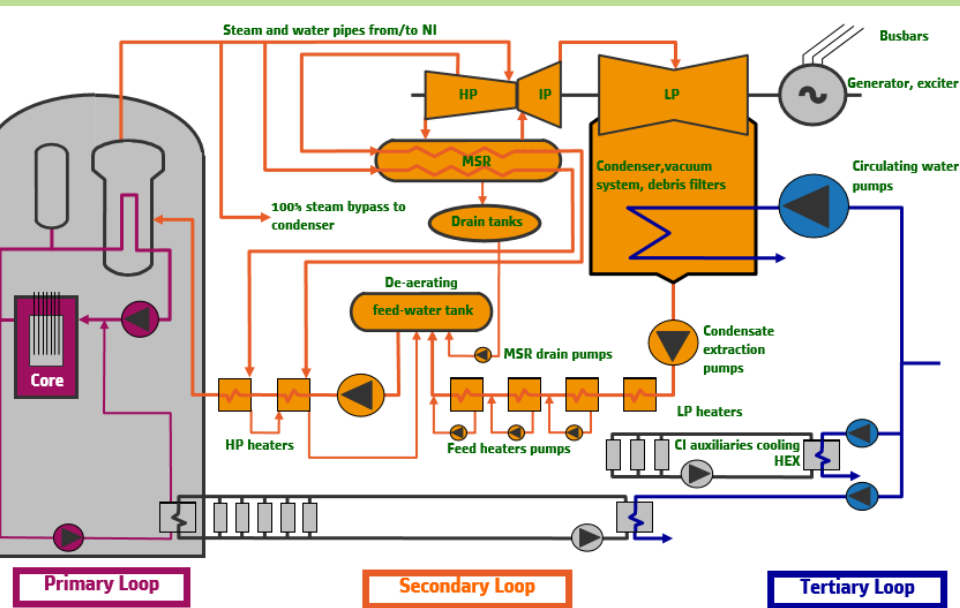 Steam and water pipes from/to NI
Busbars
Generator, exciter
HP
IP
LP
MSR
Condenser,vacuum
system, debris filters
Circulating water
pumps
100% steam bypass to
condenser
Drain tanks
De-aerating
feed-water tank
Condensate
extraction
pumps
MSR drain pumps
Core
LP heaters
HP heaters
Feed heaters pumps
CI auxiliaries cooling
HEX
Primary Loop
Secondary Loop
Tertiary Loop